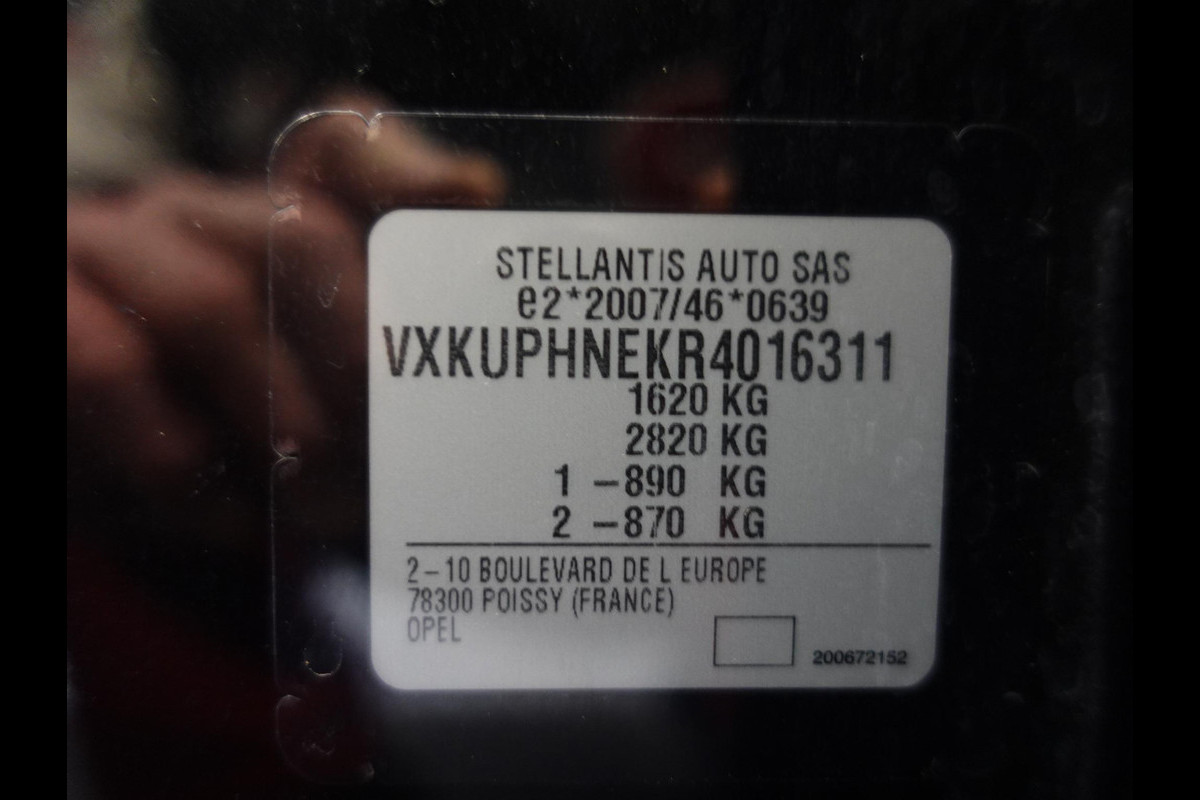 STELLANTIS AUTO SAS
e2*2007/46*0639
VXKUPHNEKR4016311
1620 KG
2820 KG
1 -890 KG
2 -870 KG
2-10 BOULEVARD DE L EUROPE
78300 POISSY (FRANCE)
OPEL
200672152